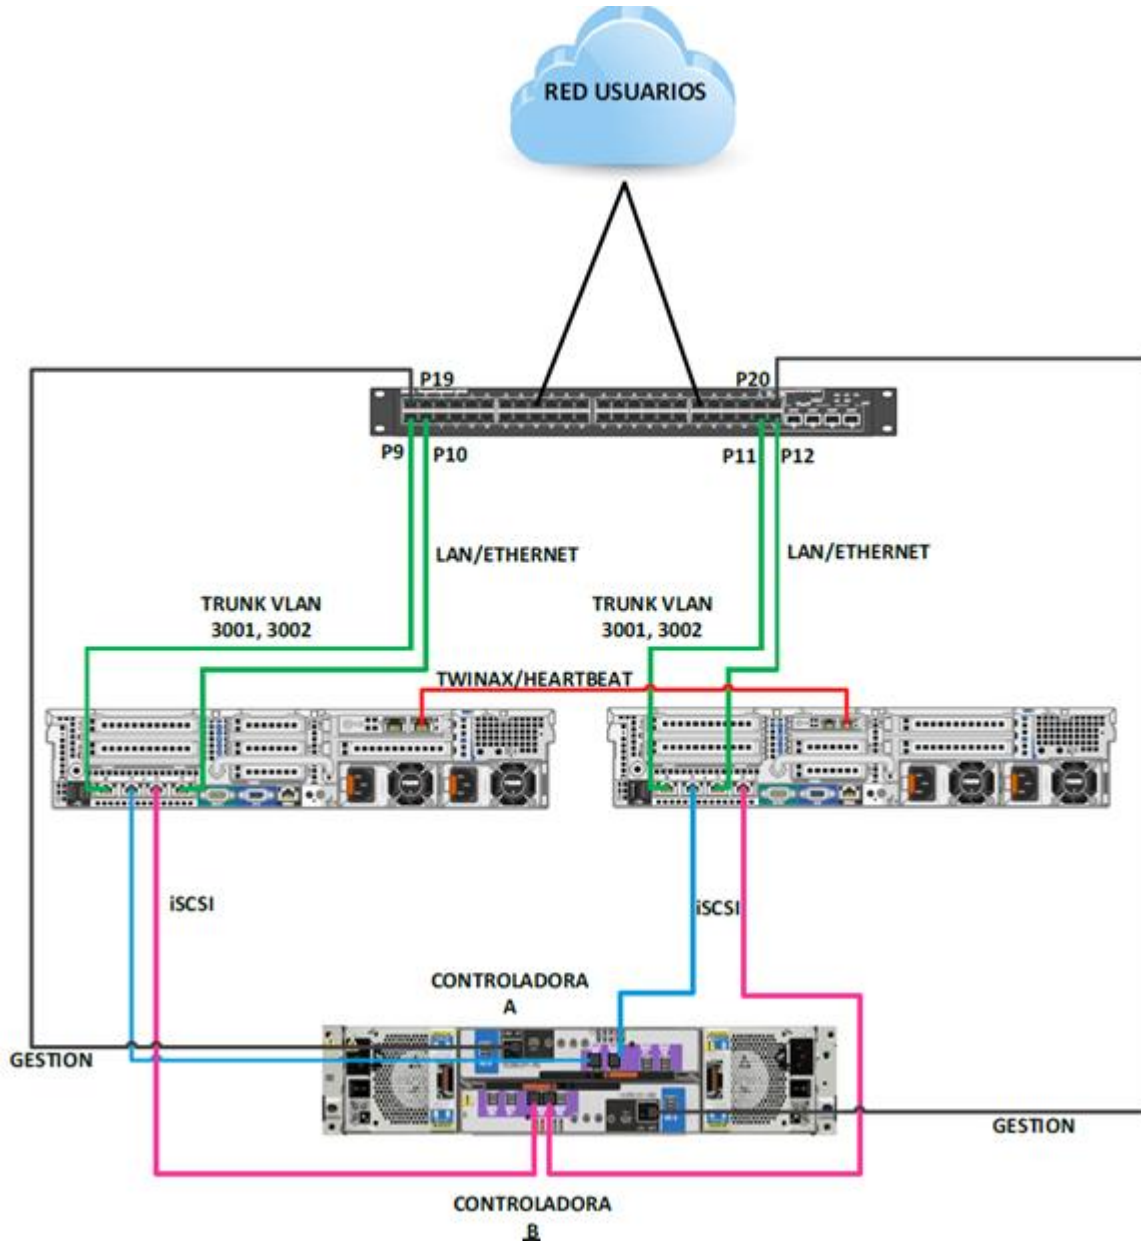 RED USUARIOS
P19
P20
P9
P10
P11
P12
LAN/ETHERNET
LAN/ETHERNET
TRUNK VLAN
3001, 3002
TRUNK VLAN
3001, 3002
TWINAX/HEARTBEAT
iSCSI
iSCSI
CONTROLADORA
A
GESTION
GESTION
CONTROLADORA
B